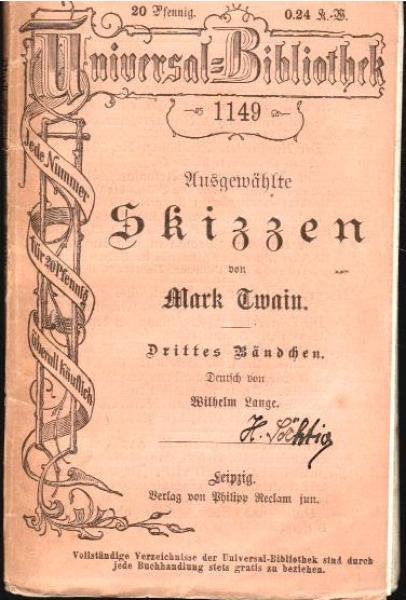 20 Pfennig. 0.24 K.-W.
Universal=Bibliothek
1149
Jede Nummer
für 20 Pfennig
überall käuflich
Ausgewählte
Skizzen
von
Mark Twain.
Drittes Bändchen.
Deutsch von
Wilhelm Lange.
H.
Leipzig.
Verlag von Philipp Reclam jun.
Vollständige Verzeichnisse der Universal-Bibliothek sind durch
jede Buchhandlung stets gratis zu beziehen.